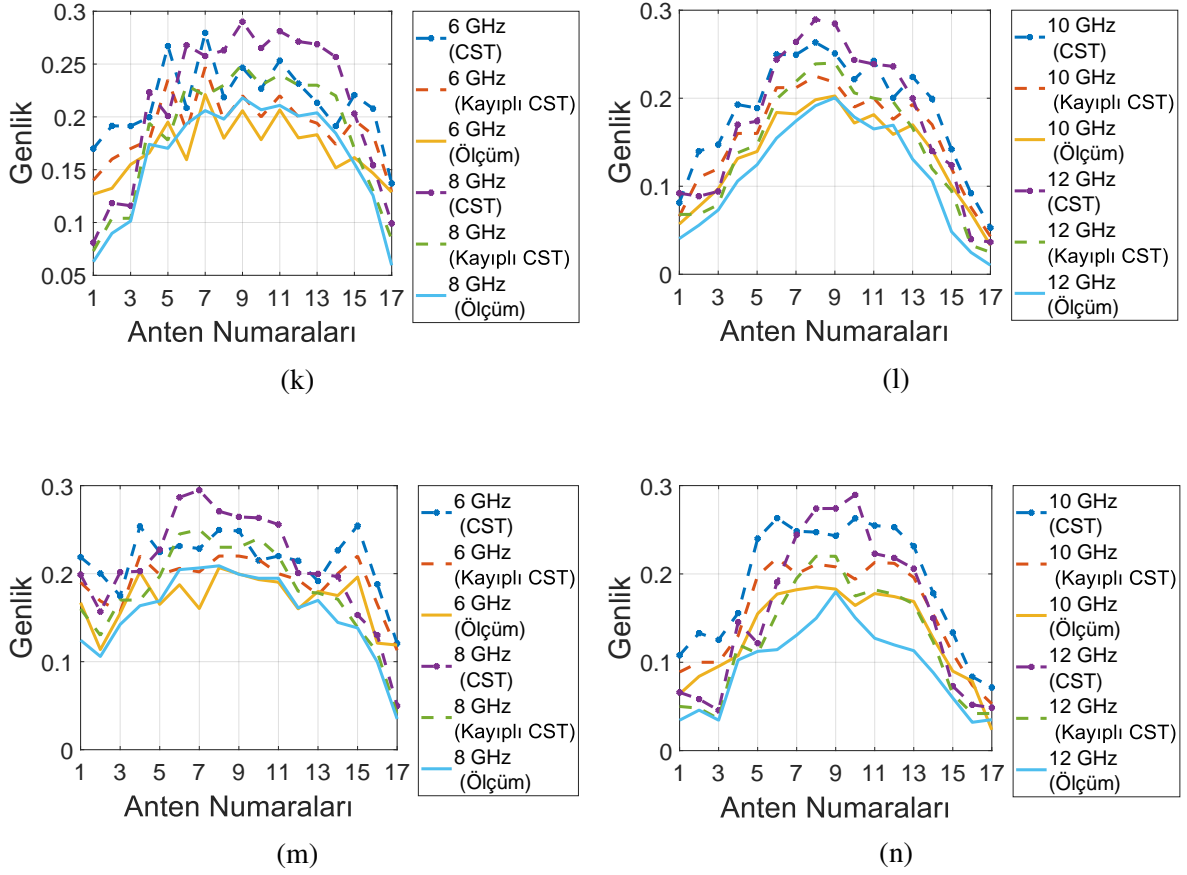 0.3
0.25
0.2
0.15
0.1
0.05
1 3 5 7 9 11 13 15 17
Genlik
Anten Numaraları
6 GHz
(CST)
6 GHz
(Kayıplı CST)
6 GHz
(Ölçüm)
8 GHz
(CST)
8 GHz
(Kayıplı CST)
8 GHz
(Ölçüm)
(k)
0.3
0.2
0.1
0
1 3 5 7 9 11 13 15 17
Genlik
Anten Numaraları
10 GHz
(CST)
10 GHz
(Kayıplı CST)
10 GHz
(Ölçüm)
12 GHz
(CST)
12 GHz
(Kayıplı CST)
12 GHz
(Ölçüm)
(l)
0.3
0.2
0.1
0
1 3 5 7 9 11 13 15 17
Genlik
Anten Numaraları
6 GHz
(CST)
6 GHz
(Kayıplı CST)
6 GHz
(Ölçüm)
8 GHz
(CST)
8 GHz
(Kayıplı CST)
8 GHz
(Ölçüm)
(m)
0.3
0.2
0.1
0
1 3 5 7 9 11 13 15 17
Genlik
Anten Numaraları
10 GHz
(CST)
10 GHz
(Kayıplı CST)
10 GHz
(Ölçüm)
12 GHz
(CST)
12 GHz
(Kayıplı CST)
12 GHz
(Ölçüm)
(n)